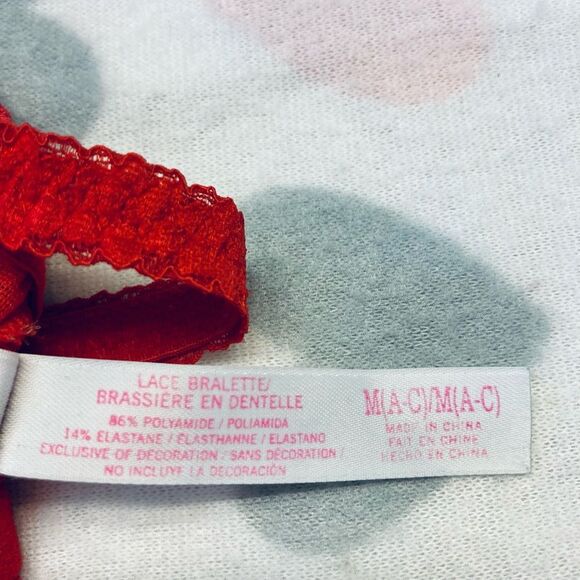 LACE BRALETTE/
BRASSIÈRE EN DENTELLE
86% POLYAMIDE / POLIAMIDA
14% ELASTANE / ÉLASTHANNE / ELASTANO
EXCLUSIVE OF DECORATION / SANS DÉCORATION /
NO INCLUYE LA DECORACIÓN
M(A-C)/M(A-C)
MADE IN CHINA
FAIT EN CHINE
HECHO EN CHINA